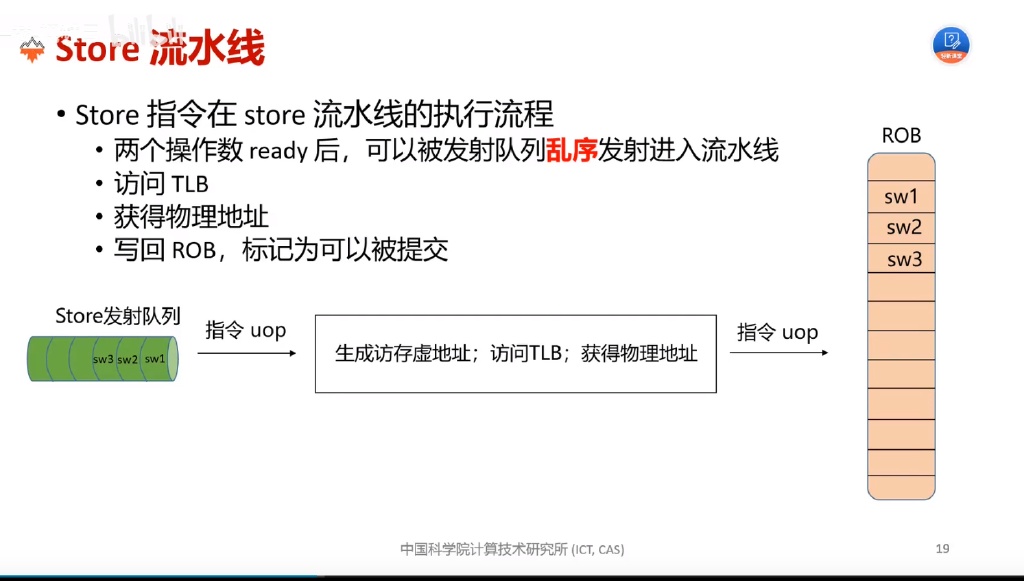 Store 流水线
• Store 指令在 store 流水线的执行流程
• 两个操作数 ready 后，可以被发射队列乱序发射进入流水线
• 访问 TLB
• 获得物理地址
• 写回 ROB，标记为可以被提交
ROB
sw1
sw2
sw3
Store发射队列
sw3 sw2 sw1
指令 uop
生成访存虚地址；访问TLB；获得物理地址
指令 uop
中国科学院计算技术研究所 (ICT, CAS)
19